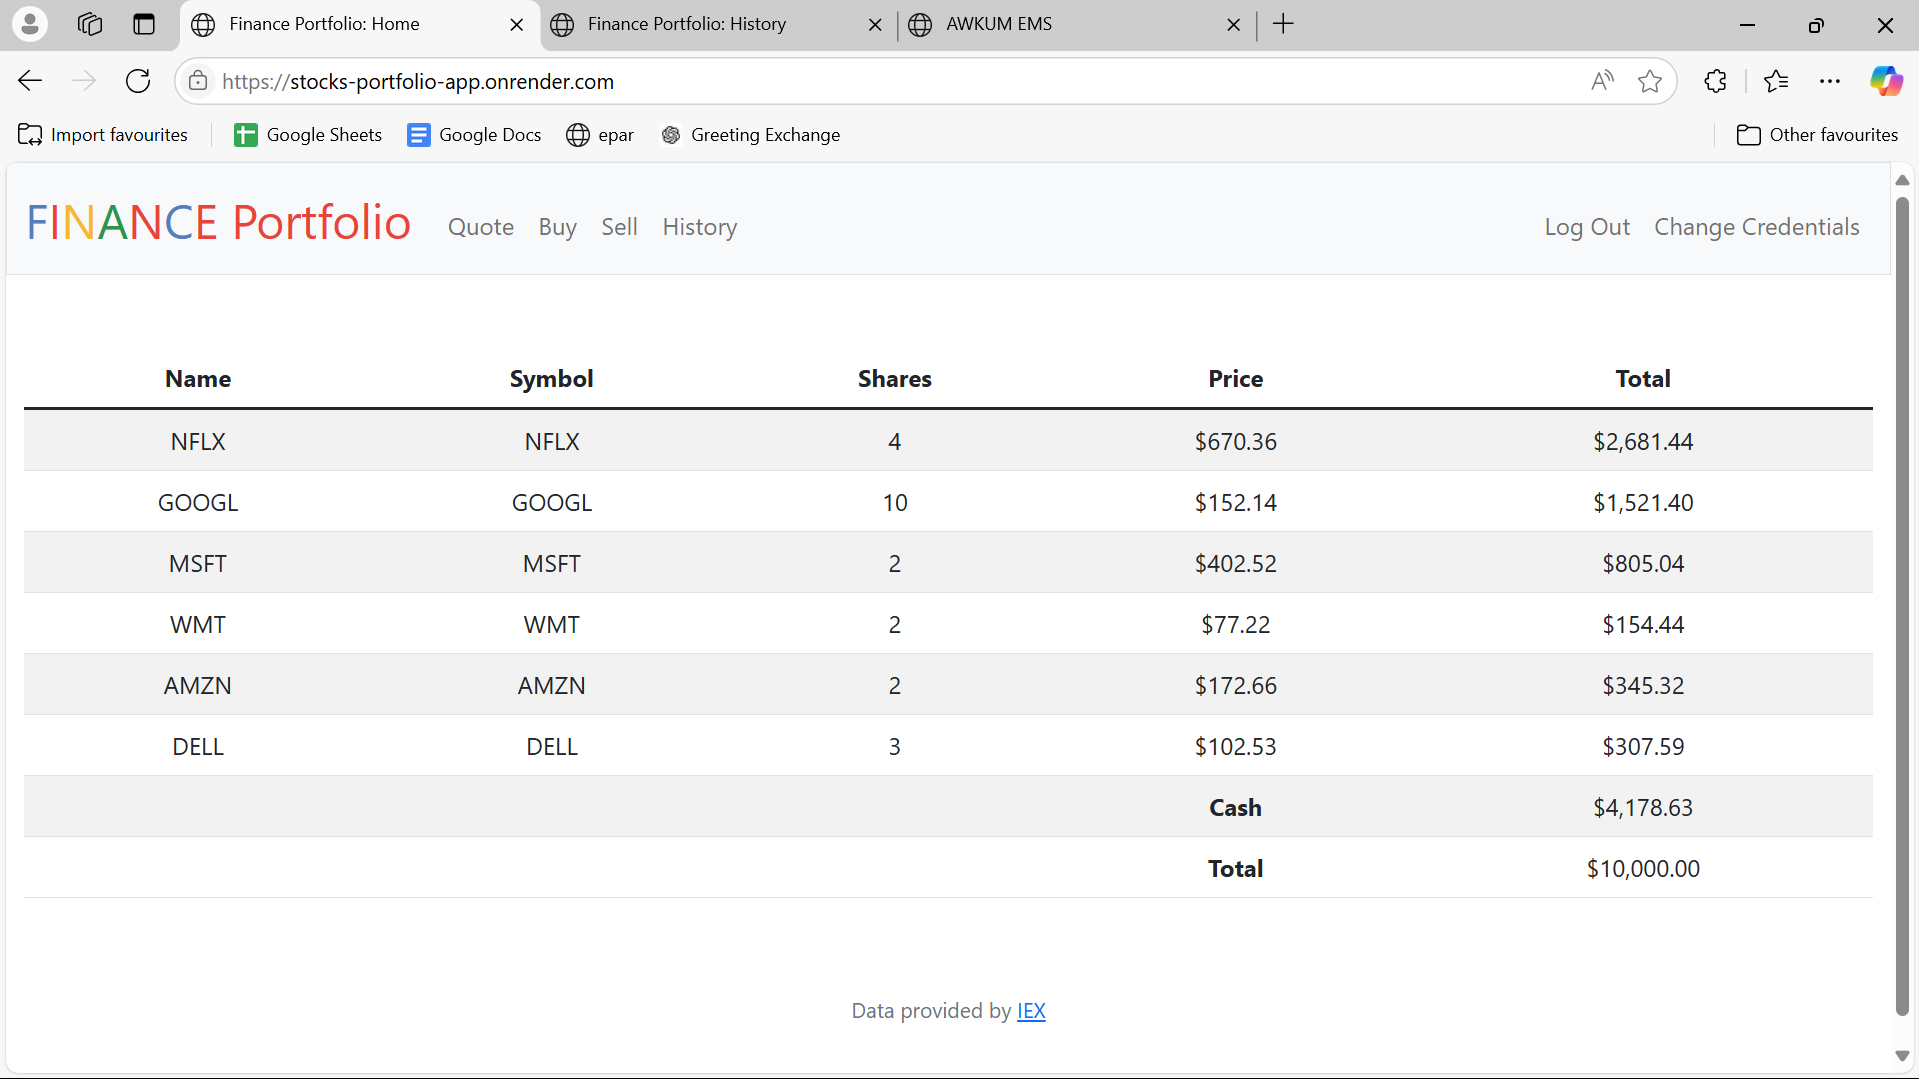 Finance Portfolio: Home Finance Portfolio: History AWKUM EMS
https://stocks-portfolio-app.onrender.com
Import favourites Google Sheets Google Docs epar Greeting Exchange Other favourites
FINANCE Portfolio Quote Buy Sell History Log Out Change Credentials
Name Symbol Shares Price Total
NFLX NFLX 4 $670.36 $2,681.44
GOOGL GOOGL 10 $152.14 $1,521.40
MSFT MSFT 2 $402.52 $805.04
WMT WMT 2 $77.22 $154.44
AMZN AMZN 2 $172.66 $345.32
DELL DELL 3 $102.53 $307.59
Cash $4,178.63
Total $10,000.00
Data provided by IEX